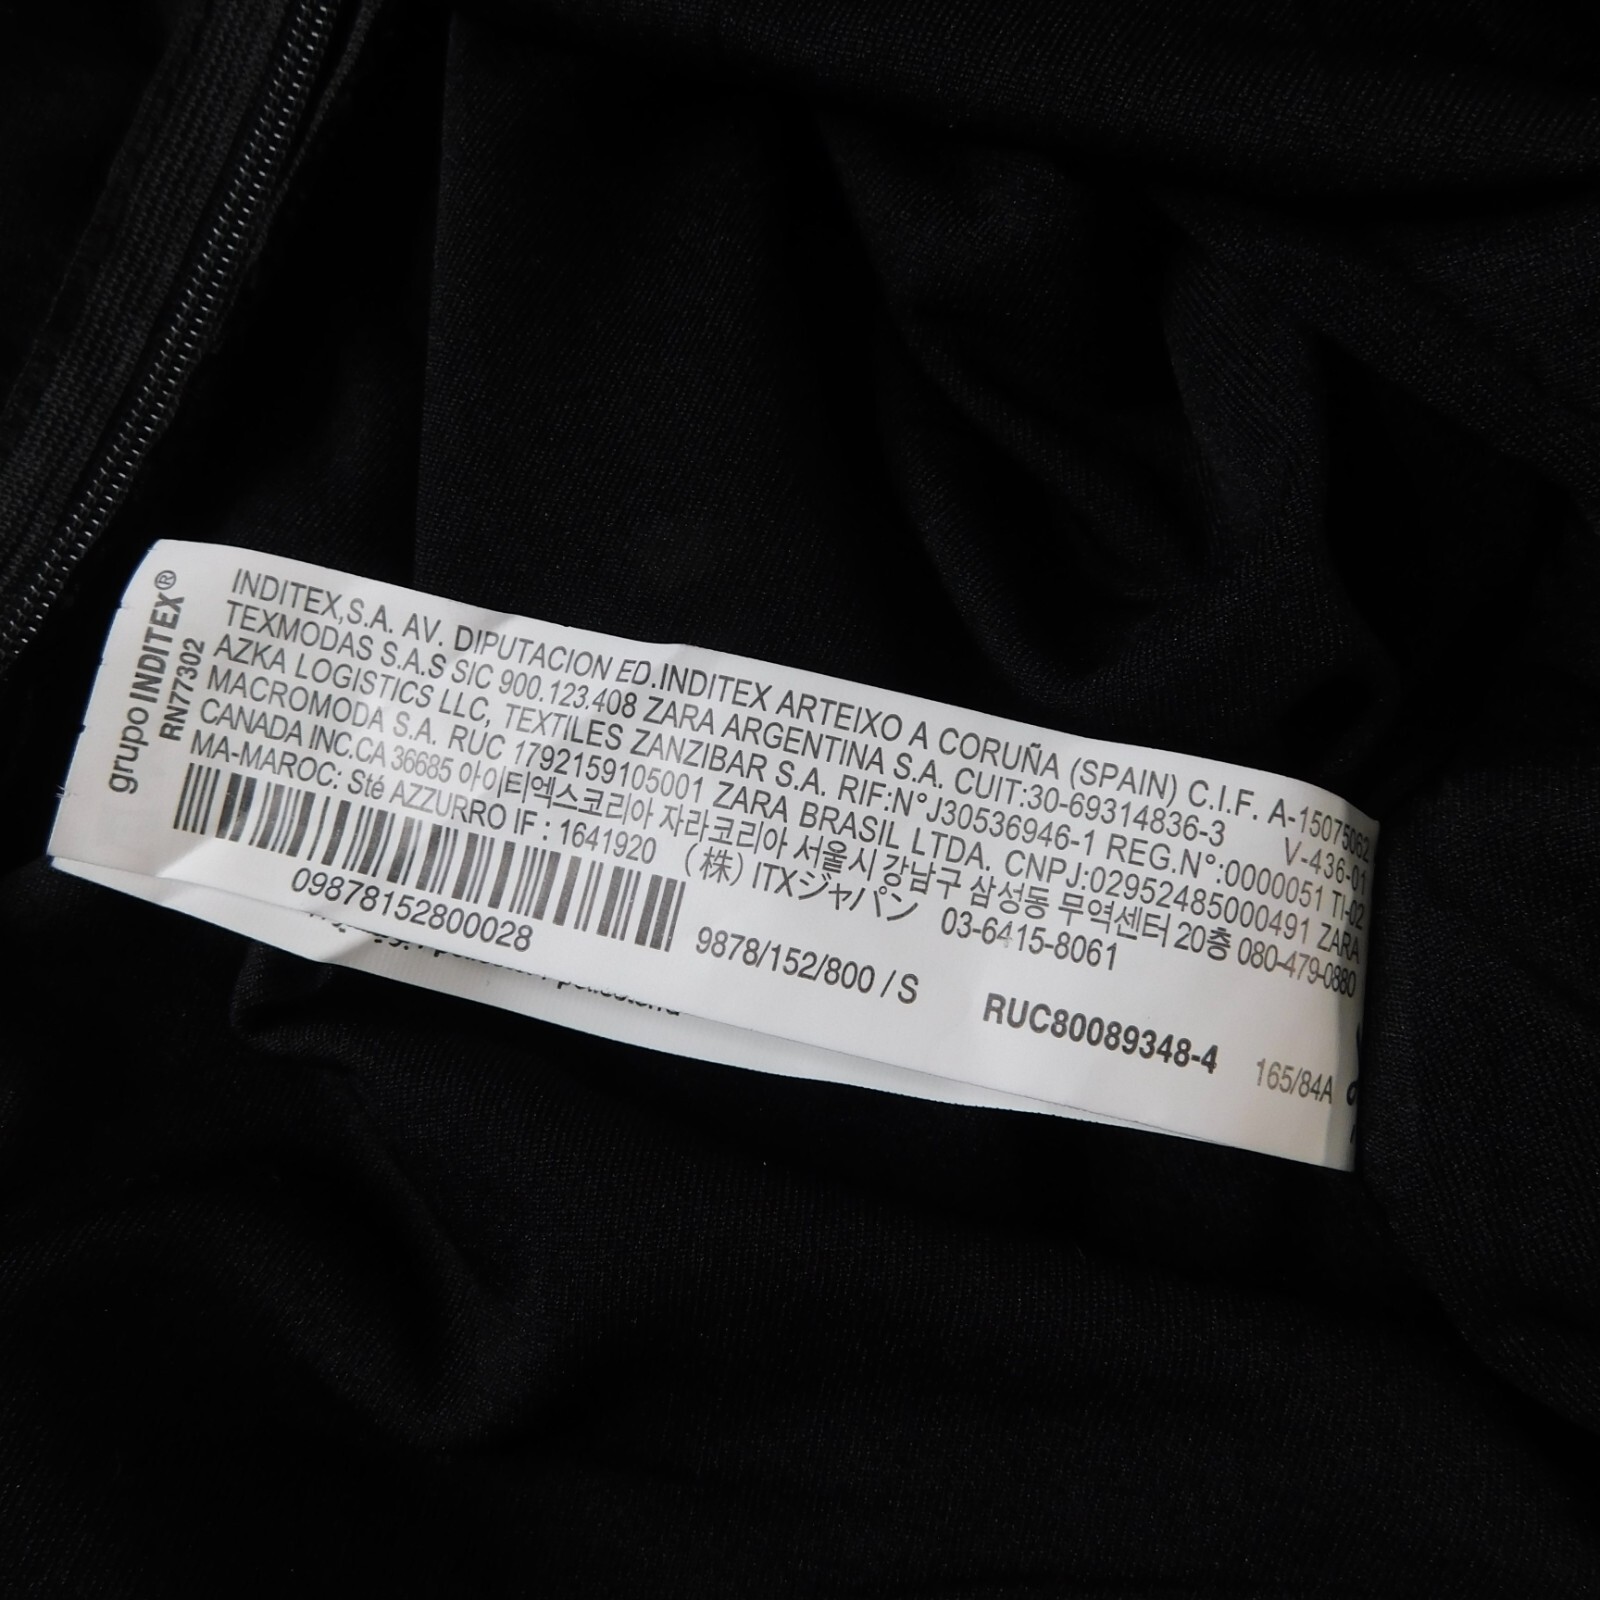 grupo INDITEX®
RN77302
INDITEX,S.A. AV. DIPUTACION ED.INDITEX ARTEIXO A CORUÑA (SPAIN) C.I.F. A-15075062
TEXMODAS S.A.S SIC 900.123.408 ZARA ARGENTINA S.A. CUIT:30-69314836-3 V-436-01
AZKA LOGISTICS LLC, TEXTILES ZANZIBAR S.A. RIF:N°J30536946-1 REG.N°:0000051 TI-02
MACROMODA S.A. RUC 1792159105001 ZARA BRASIL LTDA. CNPJ:02952485000491 ZARA
CANADA INC.CA 36685 아이티엑스코리아 자라코리아 서울시 강남구 삼성동 무역센터 20층 080-479-0880
MA-MAROC: Sté AZZURRO IF : 1641920 (株) ITXジャパン 03-6415-8061
09878152800028
9878/152/800 / S
RUC80089348-4
165/84A